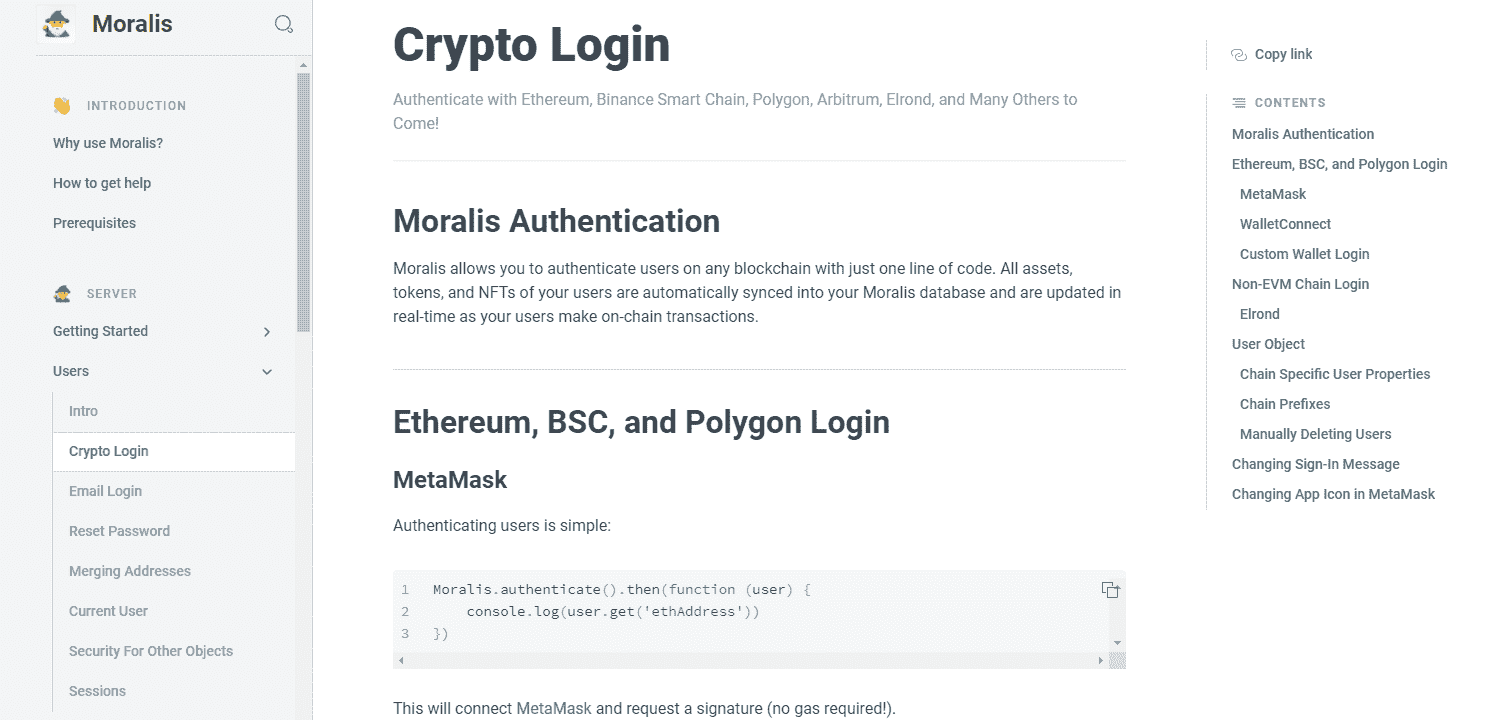 Moralis
INTRODUCTION
Why use Moralis?
How to get help
Prerequisites
SERVER
Getting Started
Users
Intro
Crypto Login
Email Login
Reset Password
Merging Addresses
Current User
Security For Other Objects
Sessions
Crypto Login
Authenticate with Ethereum, Binance Smart Chain, Polygon, Arbitrum, Elrond, and Many Others to
Come!
Moralis Authentication
Moralis allows you to authenticate users on any blockchain with just one line of code. All assets,
tokens, and NFTs of your users are automatically synced into your Moralis database and are updated in
real-time as your users make on-chain transactions.
Ethereum, BSC, and Polygon Login
MetaMask
Authenticating users is simple:
1 Moralis.authenticate().then(function (user) {
2     console.log(user.get('ethAddress'))
3 })
This will connect MetaMask and request a signature (no gas required!).
Copy link
CONTENTS
Moralis Authentication
Ethereum, BSC, and Polygon Login
MetaMask
WalletConnect
Custom Wallet Login
Non-EVM Chain Login
Elrond
User Object
Chain Specific User Properties
Chain Prefixes
Manually Deleting Users
Changing Sign-In Message
Changing App Icon in MetaMask